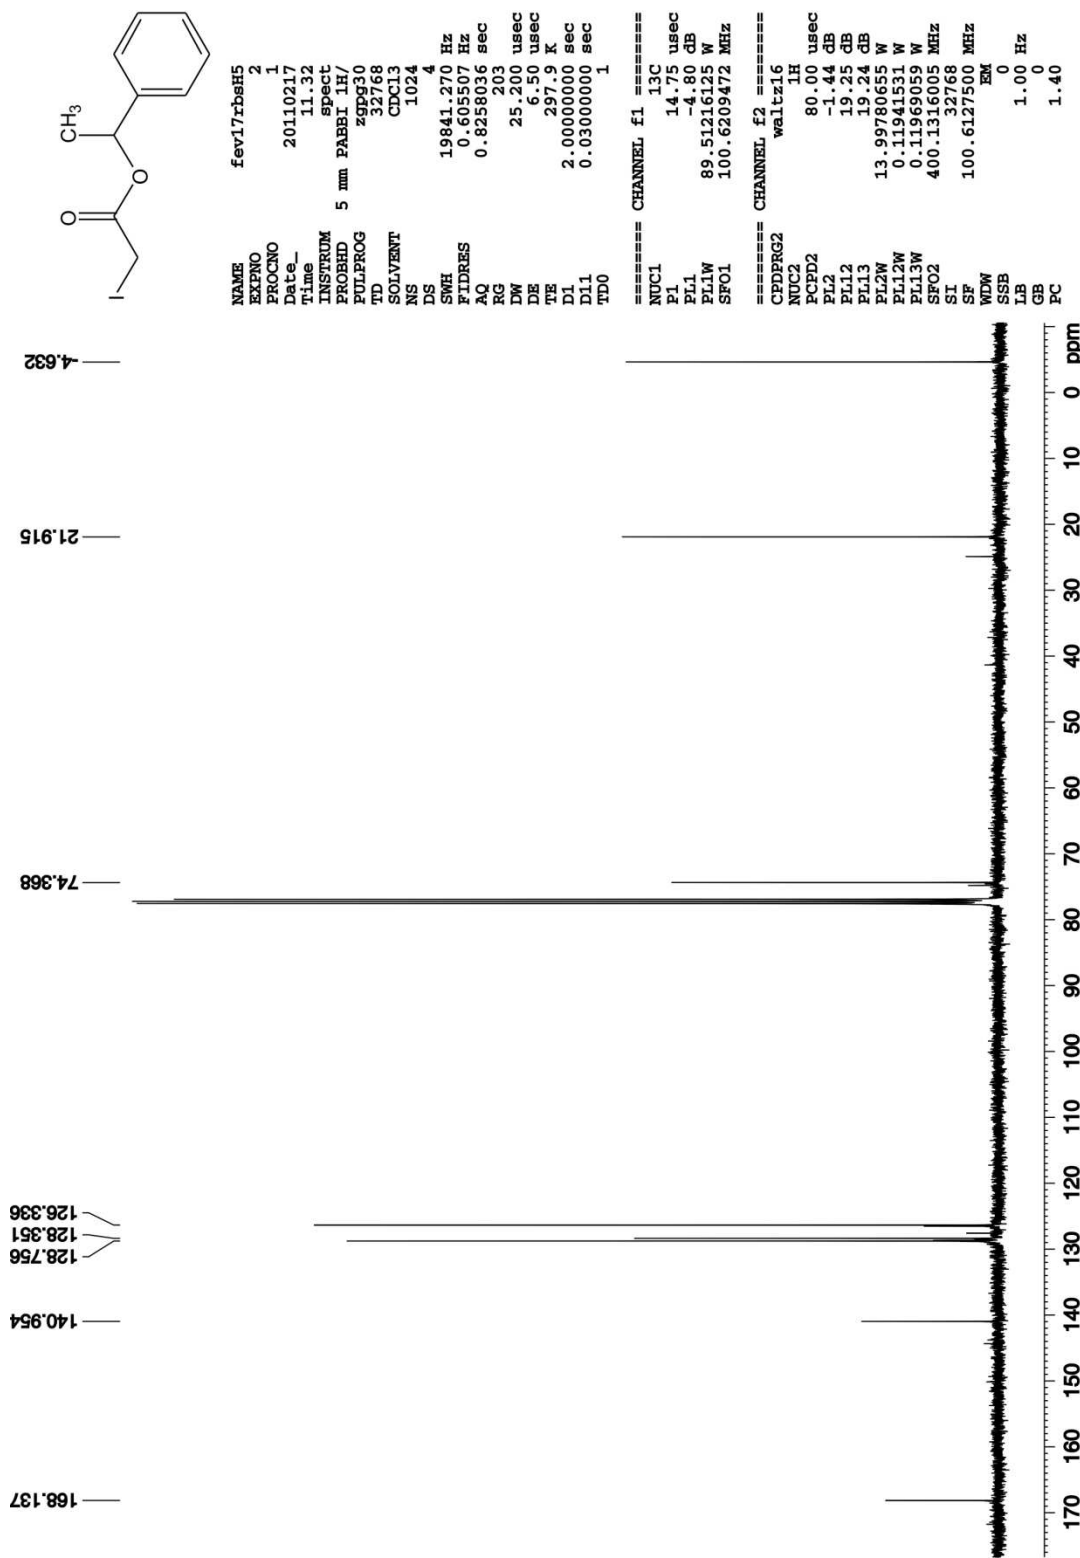 CH3
O
O
I
NAME fev17rbsH5
EXPNO 2
PROCNO 1
Date_ 20110217
Time 11.32
INSTRUM spect
PROBHD 5 mm PABBI 1H/
PULPROG zgpg30
TD 32768
SOLVENT CDCl3
NS 1024
DS 4
SWH 19841.270 Hz
FIDRES 0.605507 Hz
AQ 0.8258036 sec
RG 203
DW 25.200 usec
DE 6.50 usec
TE 297.9 K
D1 2.00000000 sec
D11 0.03000000 sec
TD0 1
======== CHANNEL f1 ========
NUC1 13C
P1 14.75 usec
PL1 -4.80 dB
PL1W 89.51216125 W
SFO1 100.6209472 MHz
======== CHANNEL f2 ========
CPDPRG2 waltz16
NUC2 1H
PCPD2 80.00 usec
PL2 -1.44 dB
PL12 19.25 dB
PL13 19.24 dB
PL2W 13.99780655 W
PL12W 0.11941531 W
PL13W 0.11969059 W
SFO2 400.1316005 MHz
SI 32768
SF 100.6127500 MHz
WDW EM
SSB 0
LB 1.00 Hz
GB 0
PC 1.40
168.137
140.954
128.756
128.351
126.336
74.368
21.915
-4.632
170 160 150 140 130 120 110 100 90 80 70 60 50 40 30 20 10 0 ppm